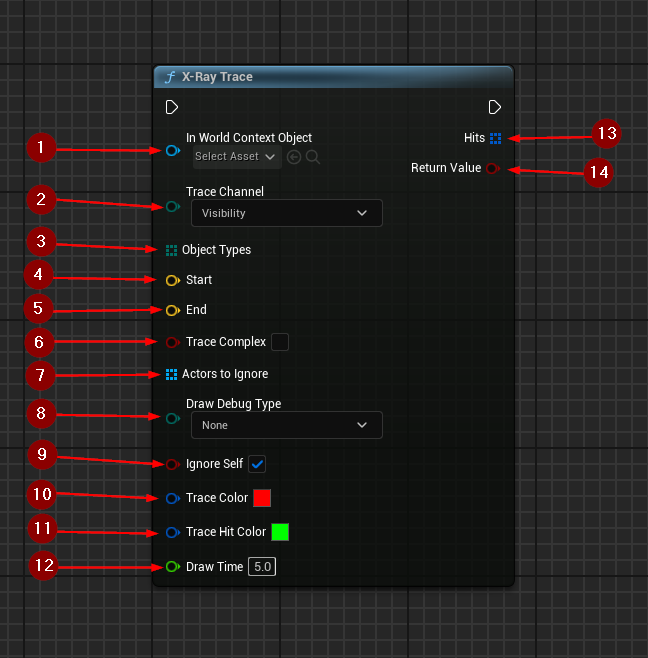 f X-Ray Trace
1 In World Context Object Hits 13
Select Asset
Return Value 14
2 Trace Channel
Visibility
3 Object Types
4 Start
5 End
6 Trace Complex
7 Actors to Ignore
8 Draw Debug Type
None
9 Ignore Self
10 Trace Color
11 Trace Hit Color
12 Draw Time 5.0